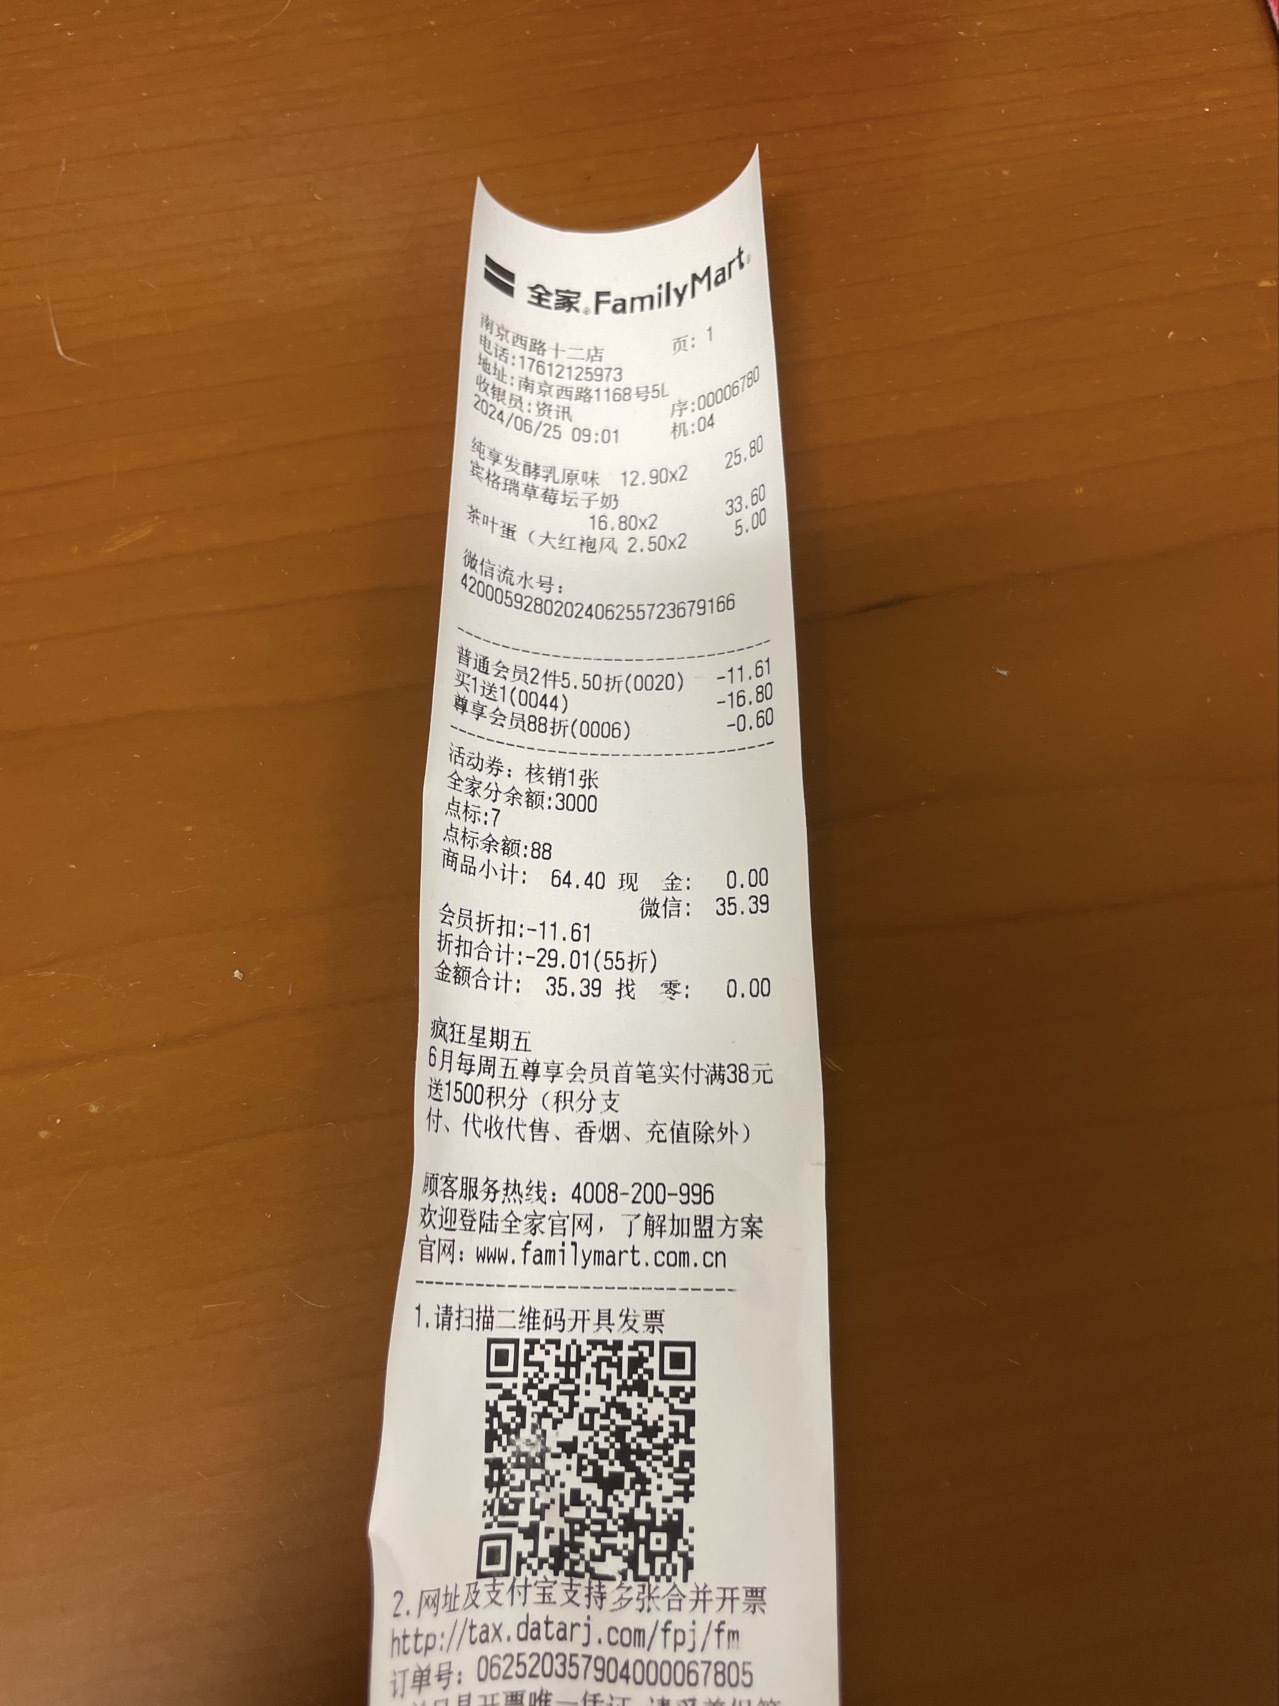 全家 FamilyMart
南京西路十二店 页: 1
电话:17612125973
地址:南京西路1168号5L
收银员:资讯 序:00006780
2024/06/25 09:01 机:04
纯享发酵乳原味 12.90x2 25.80
宾格瑞草莓坛子奶
16.80x2 33.60
茶叶蛋（大红袍风 2.50x2 5.00
微信流水号:
4200059280202406255723679166
普通会员2件5.50折(0020) -11.61
买1送1(0044) -16.80
尊享会员88折(0006) -0.60
活动券: 核销1张
全家分余额:3000
点标:7
点标余额:88
商品小计: 64.40 现 金: 0.00
微信: 35.39
会员折扣:-11.61
折扣合计:-29.01(55折)
金额合计: 35.39 找 零: 0.00
疯狂星期五
6月每周五尊享会员首笔实付满38元
送1500积分（积分支
付、代收代售、香烟、充值除外）
顾客服务热线: 4008-200-996
欢迎登陆全家官网, 了解加盟方案
官网: www.familymart.com.cn
1.请扫描二维码开具发票
2.网址及支付宝支持多张合并开票
http://tax.datarj.com/fpj/fm
订单号: 062520357904000067805